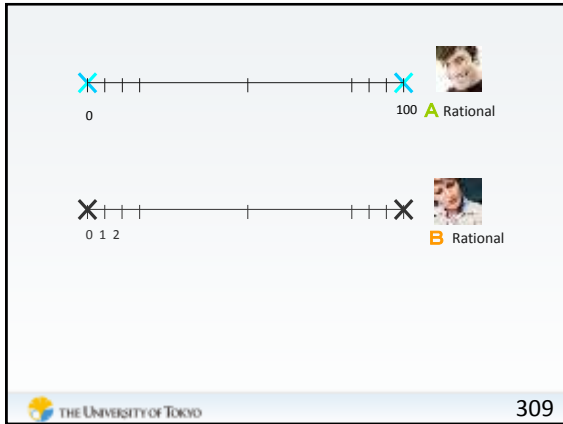 0
100 A Rational
0 1 2
B Rational
THE UNIVERSITY OF TOKYO
309